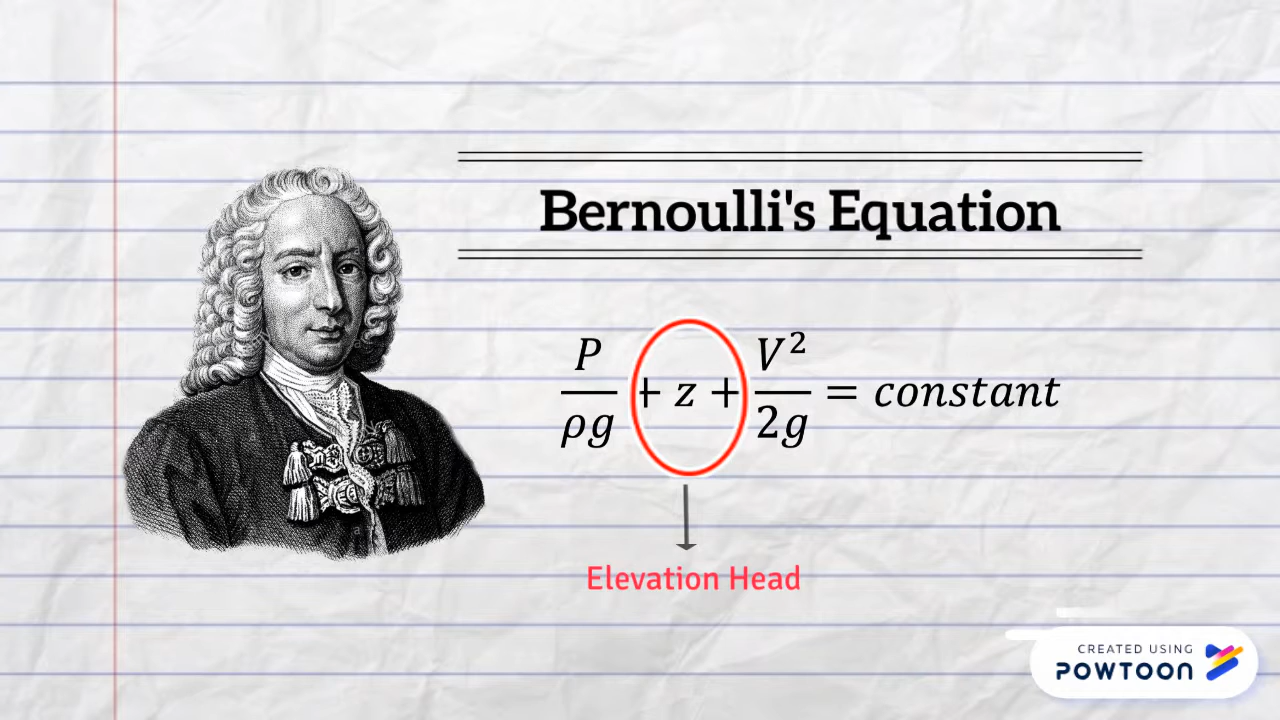 Bernoulli's Equation
P/ρg + z + V²/2g = constant
Elevation Head
CREATED USING
POWTOON